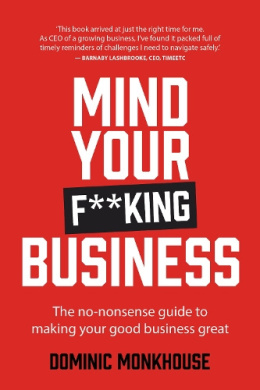 'This book arrived at just the right time for me.
As CEO of a growing business, I've found it packed full of
timely reminders of challenges I need to navigate safely.'
— BARNABY LASHBROOKE, CEO, TIMEETC
MIND
YOUR
F**KING
BUSINESS
The no-nonsense guide to
making your good business great
DOMINIC MONKHOUSE